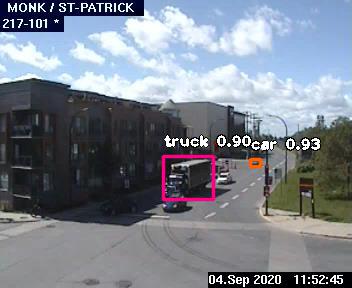 MONK / ST-PATRICK
217-101 *
truck 0.90
car 0.93
04.Sep 2020 11:52:45